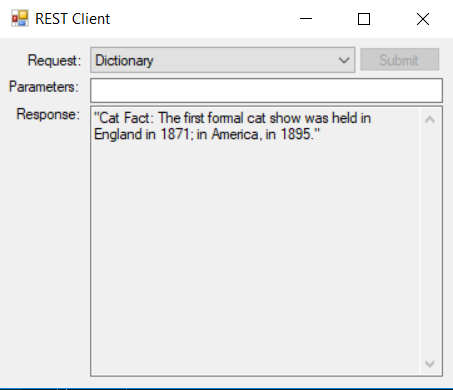 REST Client
Request: Dictionary Submit
Parameters:
Response: "Cat Fact: The first formal cat show was held in
England in 1871; in America, in 1895."